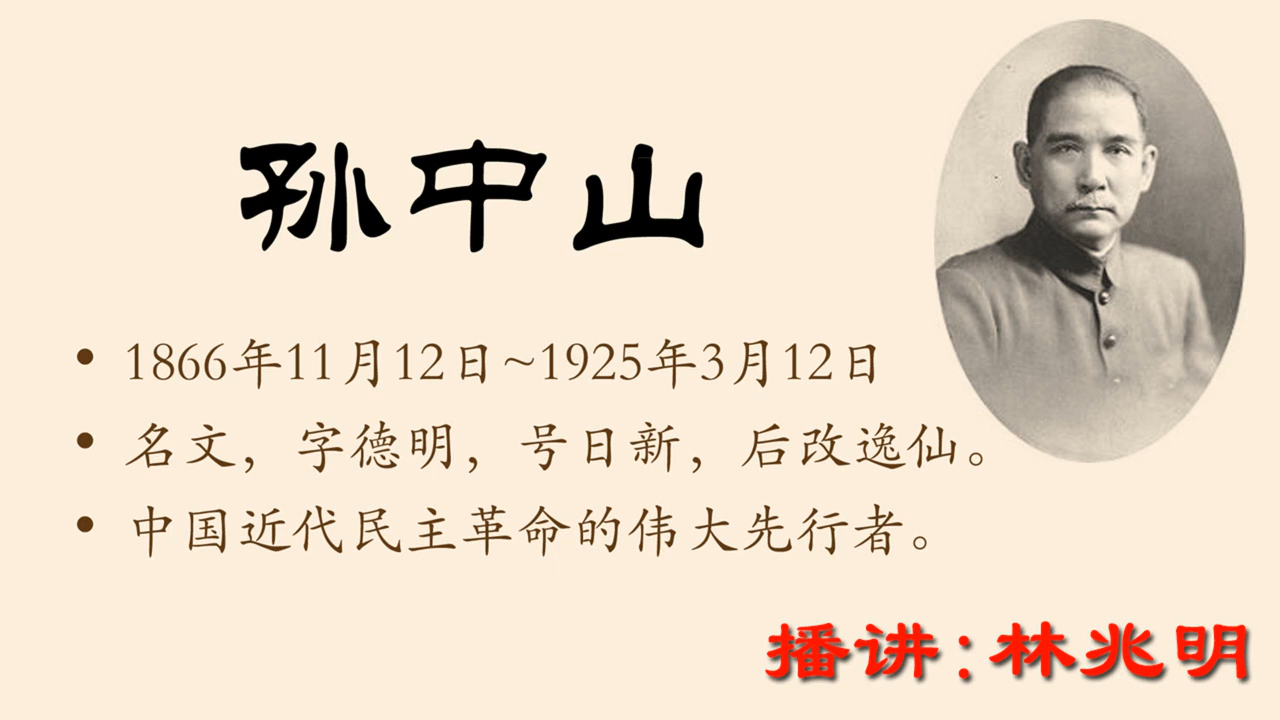 孙中山
• 1866年11月12日~1925年3月12日
• 名文，字德明，号日新，后改逸仙。
• 中国近代民主革命的伟大先行者。
播讲:林兆明